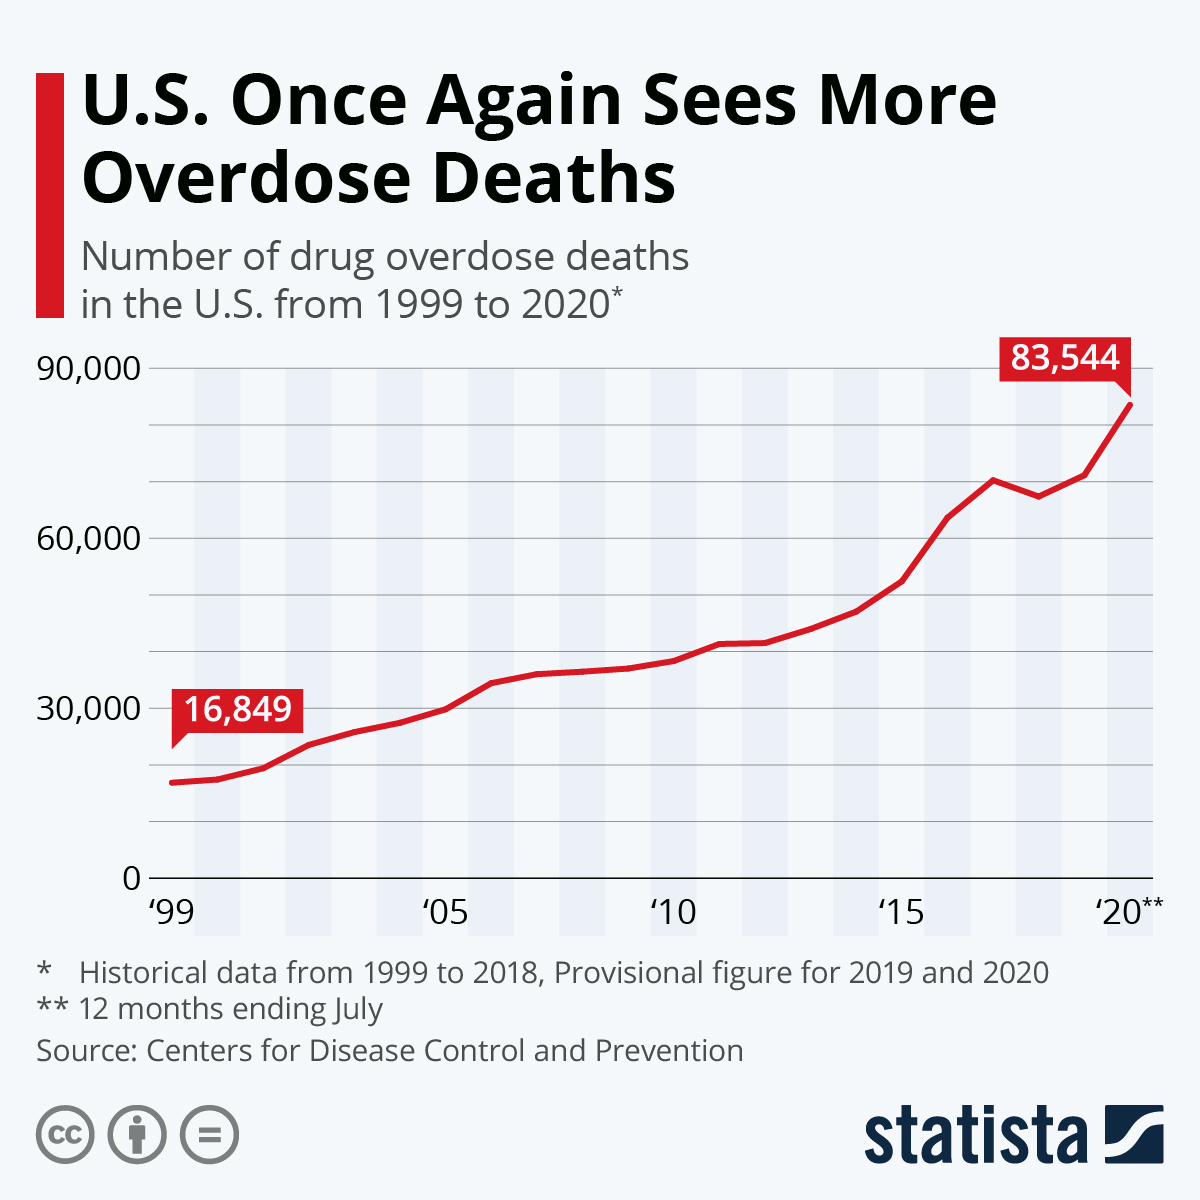 U.S. Once Again Sees More
Overdose Deaths
Number of drug overdose deaths
in the U.S. from 1999 to 2020*
90,000
83,544
60,000
30,000
16,849
0
‘99 ‘05 ‘10 ‘15 ‘20**
* Historical data from 1999 to 2018, Provisional figure for 2019 and 2020
** 12 months ending July
Source: Centers for Disease Control and Prevention
cc =
statista